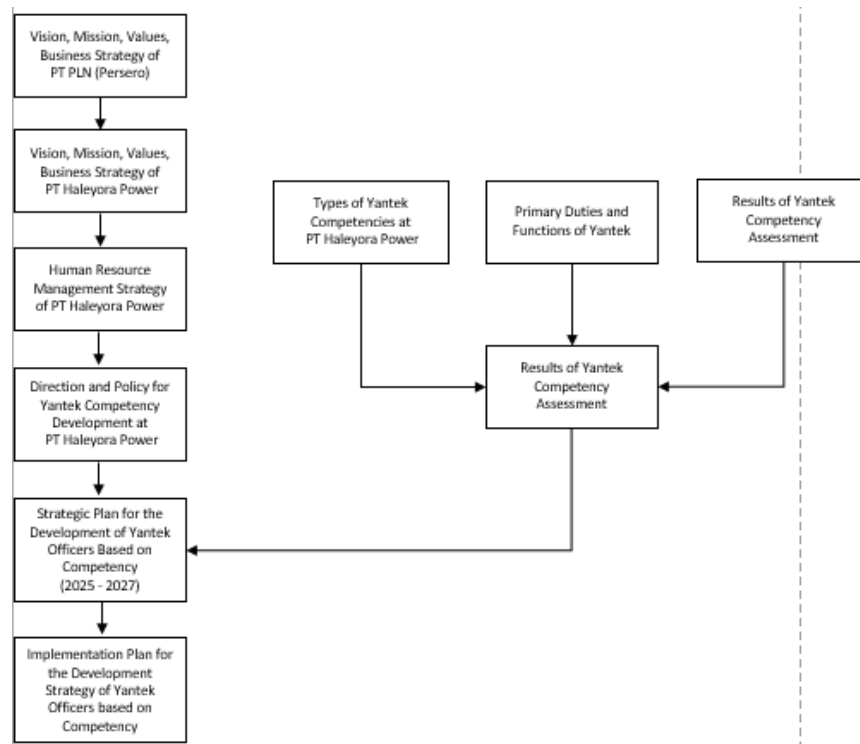 Vision, Mission, Values,
Business Strategy of
PT PLN (Persero)
Vision, Mission, Values,
Business Strategy of
PT Haleyora Power
Human Resource
Management Strategy
of PT Haleyora Power
Direction and Policy for
Yantek Competency
Development at
PT Haleyora Power
Strategic Plan for the
Development of Yantek
Officers Based on
Competency
(2025 - 2027)
Implementation Plan for
the Development
Strategy of Yantek
Officers based on
Competency
Types of Yantek
Competencies at
PT Haleyora Power
Primary Duties and
Functions of Yantek
Results of Yantek
Competency
Assessment
Results of Yantek
Competency
Assessment